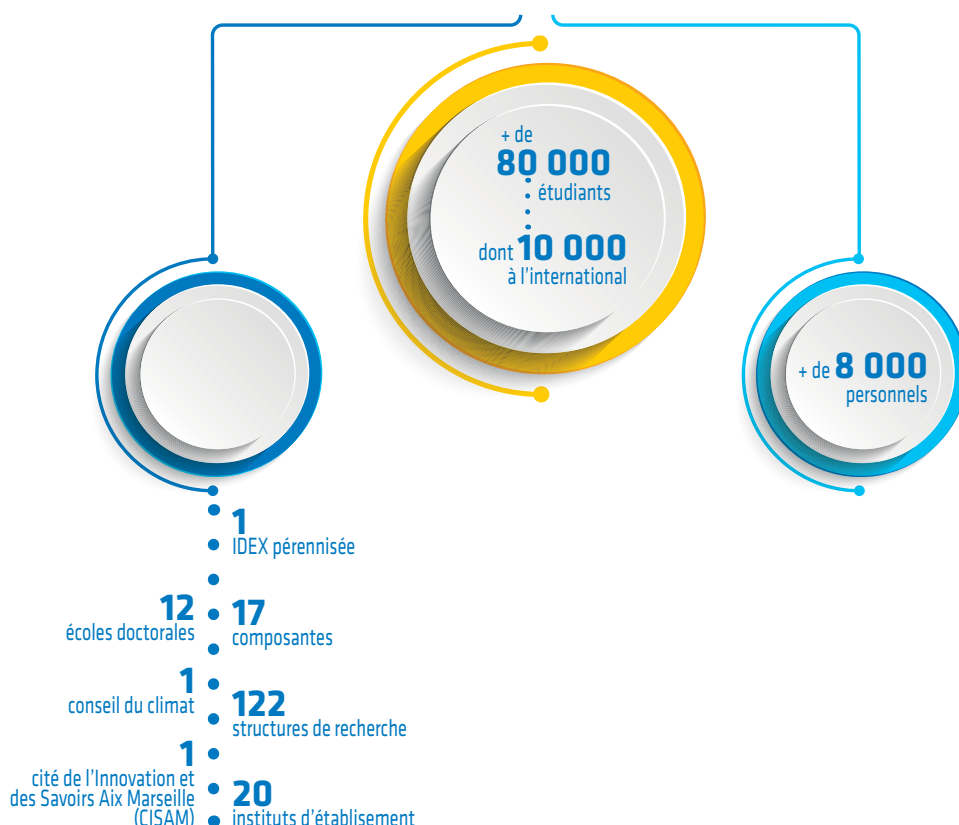 + de
80 000
étudiants
dont 10 000
à l'international
+ de 8 000
personnels
1
IDEX pérennisée
12
écoles doctorales
17
composantes
1
conseil du climat
122
structures de recherche
1
cité de l'Innovation et
des Savoirs Aix Marseille
(CISAM)
20
instituts d'établisement